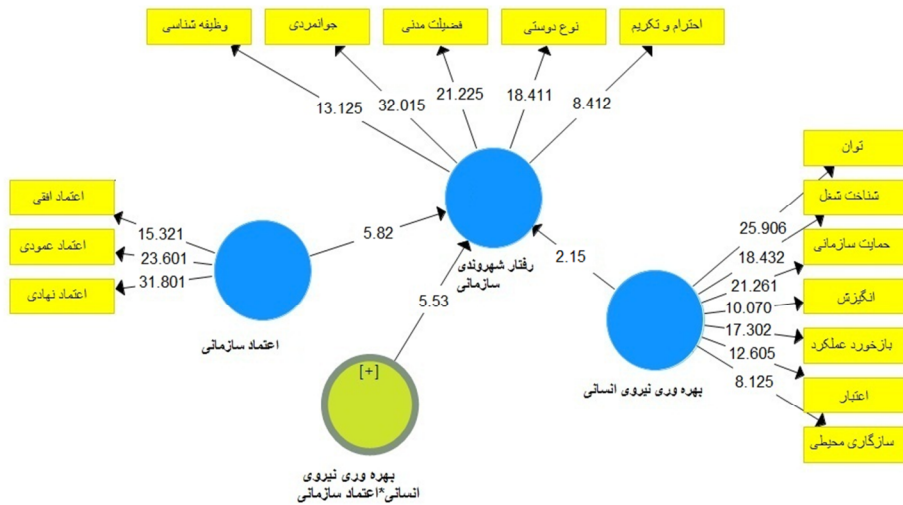 وظیفه شناسی
جوانمردی
فضیلت مدنی
نوع دوستی
احترام و تکریم
13.125
32.015
21.225
18.411
8.412
اعتماد افقی
اعتماد عمودی
اعتماد نهادی
15.321
23.601
31.801
اعتماد سازمانی
5.82
رفتار شهروندی
سازمانی
5.53
2.15
[+]
بهره وری نیروی
انسانی*اعتماد سازمانی
بهره وری نیروی انسانی
25.906
18.432
21.261
10.070
17.302
12.605
8.125
توان
شناخت شغل
حمایت سازمانی
انگیزش
بازخورد عملکرد
اعتبار
سازگاری محیطی